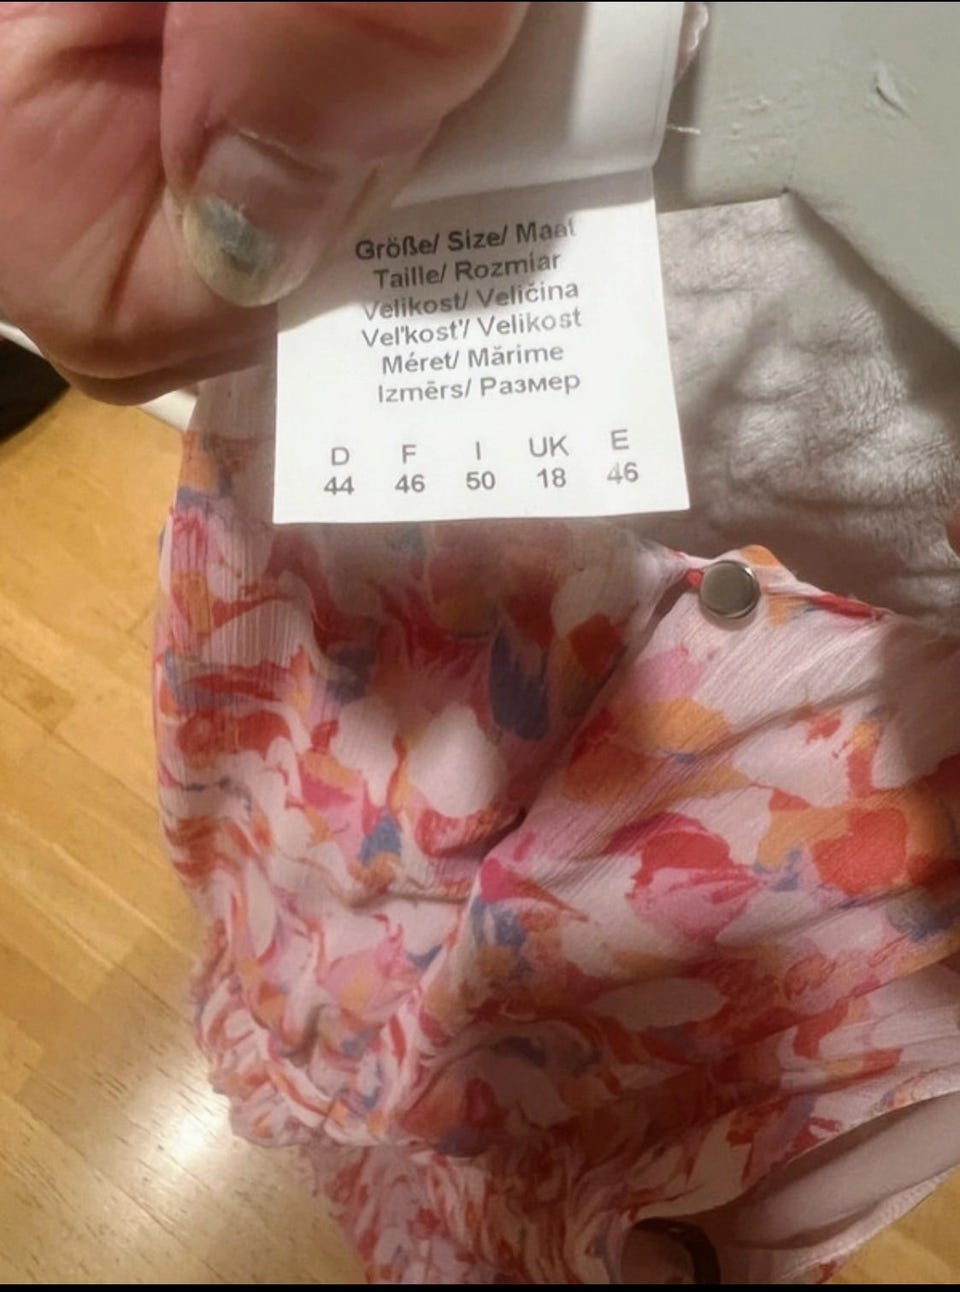 Größe/ Size/ Maat
Taille/ Rozmiar
Velikost/ Veličina
Veľkosť/ Velikost
Méret/ Mărime
Izmērs/ Размер
D F I UK E
44 46 50 18 46